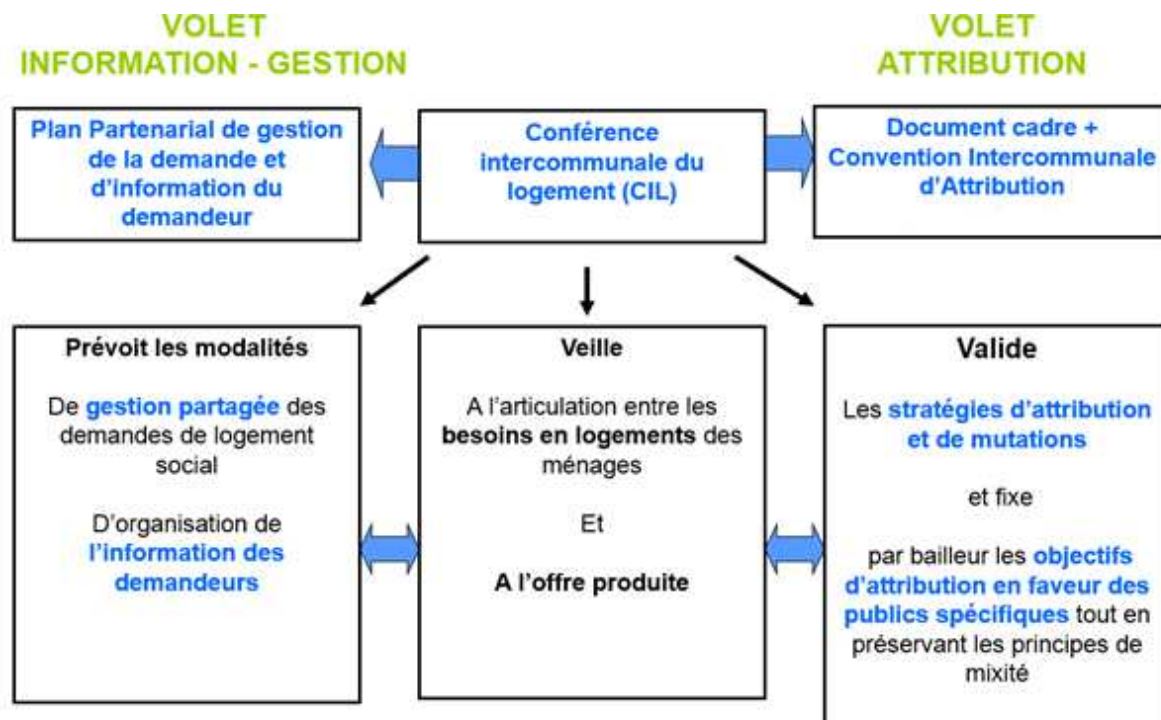 VOLET
INFORMATION - GESTION
VOLET
ATTRIBUTION
Plan Partenarial de gestion
de la demande et
d'information du
demandeur
Conférence
intercommunale du
logement (CIL)
Document cadre +
Convention Intercommunale
d'Attribution
Prévoit les modalités
De gestion partagée des
demandes de logement
social
D'organisation de
l'information des
demandeurs
Veille
A l'articulation entre les
besoins en logements des
ménages
Et
A l'offre produite
Valide
Les stratégies d'attribution
et de mutations
et fixe
par bailleur les objectifs
d'attribution en faveur des
publics spécifiques tout en
préservant les principes de
mixité